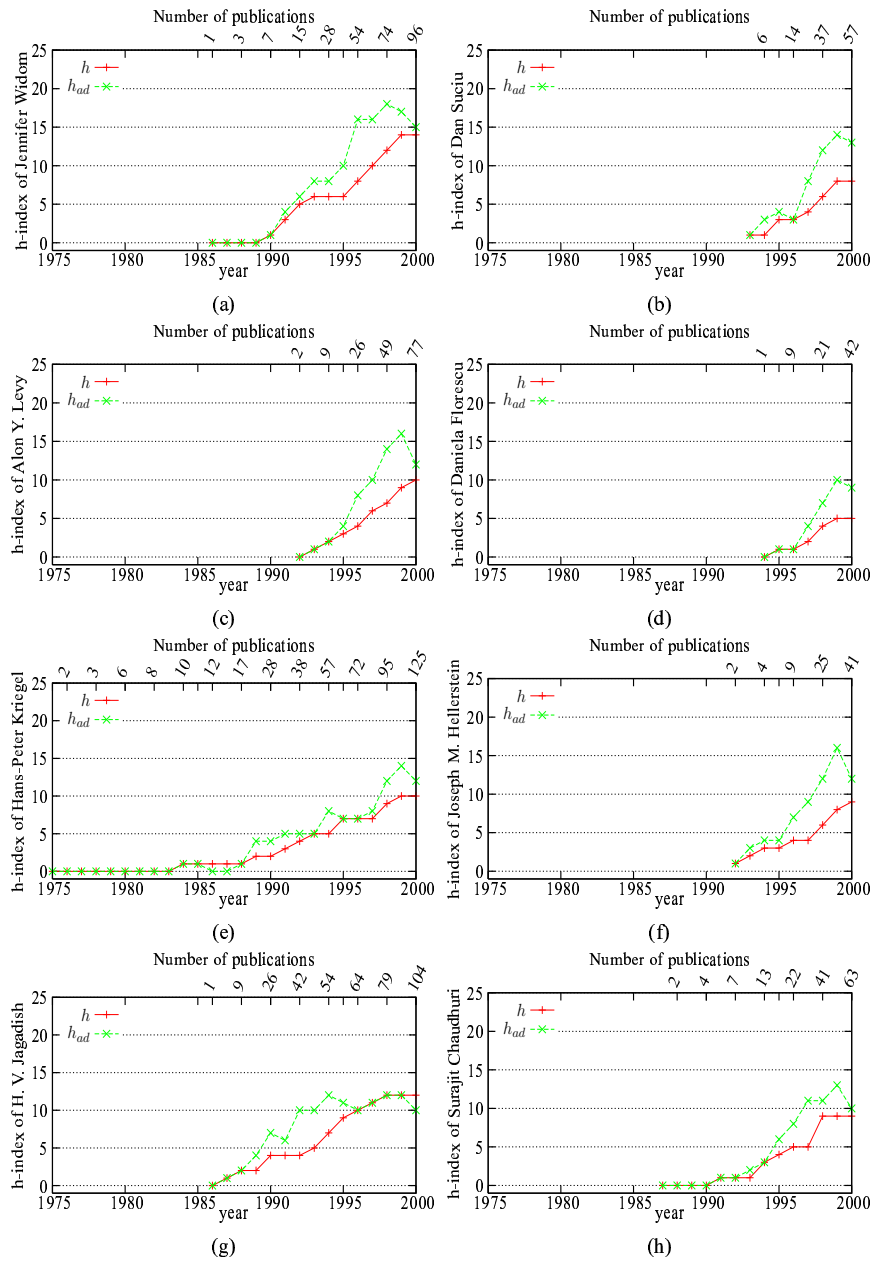 Number of publications
1 3 7 15 28 54 74 96
h-index of Jennifer Widom
25
20
15
10
5
0
h
h_ad
1975 1980 1985 1990 1995 2000
year
(a)
Number of publications
6 14 37 57
h-index of Dan Suciu
25
20
15
10
5
0
h
h_ad
1975 1980 1985 1990 1995 2000
year
(b)
Number of publications
2 9 26 49 77
h-index of Alon Y. Levy
25
20
15
10
5
0
h
h_ad
1975 1980 1985 1990 1995 2000
year
(c)
Number of publications
1 9 21 42
h-index of Daniela Florescu
25
20
15
10
5
0
h
h_ad
1975 1980 1985 1990 1995 2000
year
(d)
Number of publications
2 3 6 8 10 12 17 28 38 57 72 95 125
h-index of Hans-Peter Kriegel
25
20
15
10
5
0
h
h_ad
1975 1980 1985 1990 1995 2000
year
(e)
Number of publications
2 4 9 25 41
h-index of Joseph M. Hellerstein
25
20
15
10
5
0
h
h_ad
1975 1980 1985 1990 1995 2000
year
(f)
Number of publications
1 9 26 42 54 64 79 104
h-index of H. V. Jagadish
25
20
15
10
5
0
h
h_ad
1975 1980 1985 1990 1995 2000
year
(g)
Number of publications
2 4 7 13 22 41 63
h-index of Surajit Chaudhuri
25
20
15
10
5
0
h
h_ad
1975 1980 1985 1990 1995 2000
year
(h)